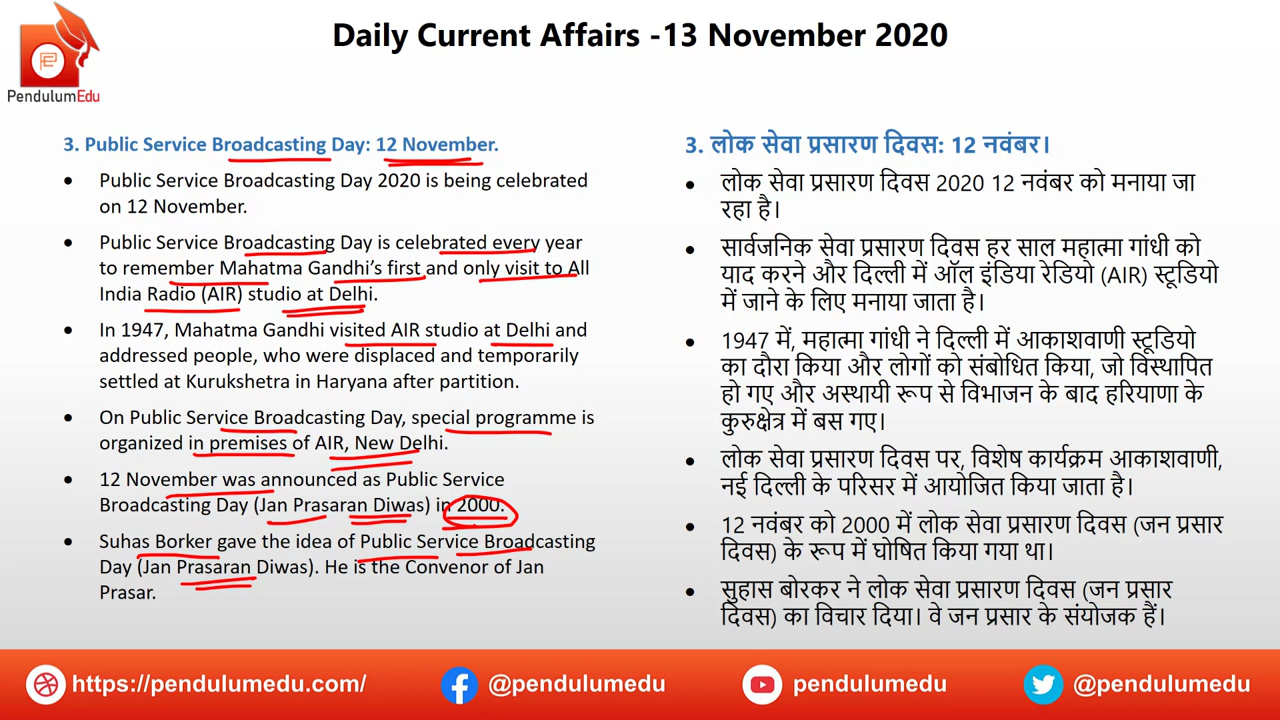 Daily Current Affairs -13 November 2020
PendulumEdu
3. Public Service Broadcasting Day: 12 November.
• Public Service Broadcasting Day 2020 is being celebrated
on 12 November.
• Public Service Broadcasting Day is celebrated every year
to remember Mahatma Gandhi’s first and only visit to All
India Radio (AIR) studio at Delhi.
• In 1947, Mahatma Gandhi visited AIR studio at Delhi and
addressed people, who were displaced and temporarily
settled at Kurukshetra in Haryana after partition.
• On Public Service Broadcasting Day, special programme is
organized in premises of AIR, New Delhi.
• 12 November was announced as Public Service
Broadcasting Day (Jan Prasaran Diwas) in 2000.
• Suhas Borker gave the idea of Public Service Broadcasting
Day (Jan Prasaran Diwas). He is the Convenor of Jan
Prasar.
3. लोक सेवा प्रसारण दिवस: 12 नवंबर।
• लोक सेवा प्रसारण दिवस 2020 12 नवंबर को मनाया जा
रहा है।
• सार्वजनिक सेवा प्रसारण दिवस हर साल महात्मा गांधी को
याद करने और दिल्ली में ऑल इंडिया रेडियो (AIR) स्टूडियो
में जाने के लिए मनाया जाता है।
• 1947 में, महात्मा गांधी ने दिल्ली में आकाशवाणी स्टूडियो
का दौरा किया और लोगों को संबोधित किया, जो विस्थापित
हो गए और अस्थायी रूप से विभाजन के बाद हरियाणा के
कुरुक्षेत्र में बस गए।
• लोक सेवा प्रसारण दिवस पर, विशेष कार्यक्रम आकाशवाणी,
नई दिल्ली के परिसर में आयोजित किया जाता है।
• 12 नवंबर को 2000 में लोक सेवा प्रसारण दिवस (जन प्रसार
दिवस) के रूप में घोषित किया गया था।
• सुहास बोरकर ने लोक सेवा प्रसारण दिवस (जन प्रसार
दिवस) का विचार दिया। वे जन प्रसार के संयोजक हैं।
https://pendulumedu.com/
@pendulumedu
pendulumedu
@pendulumedu